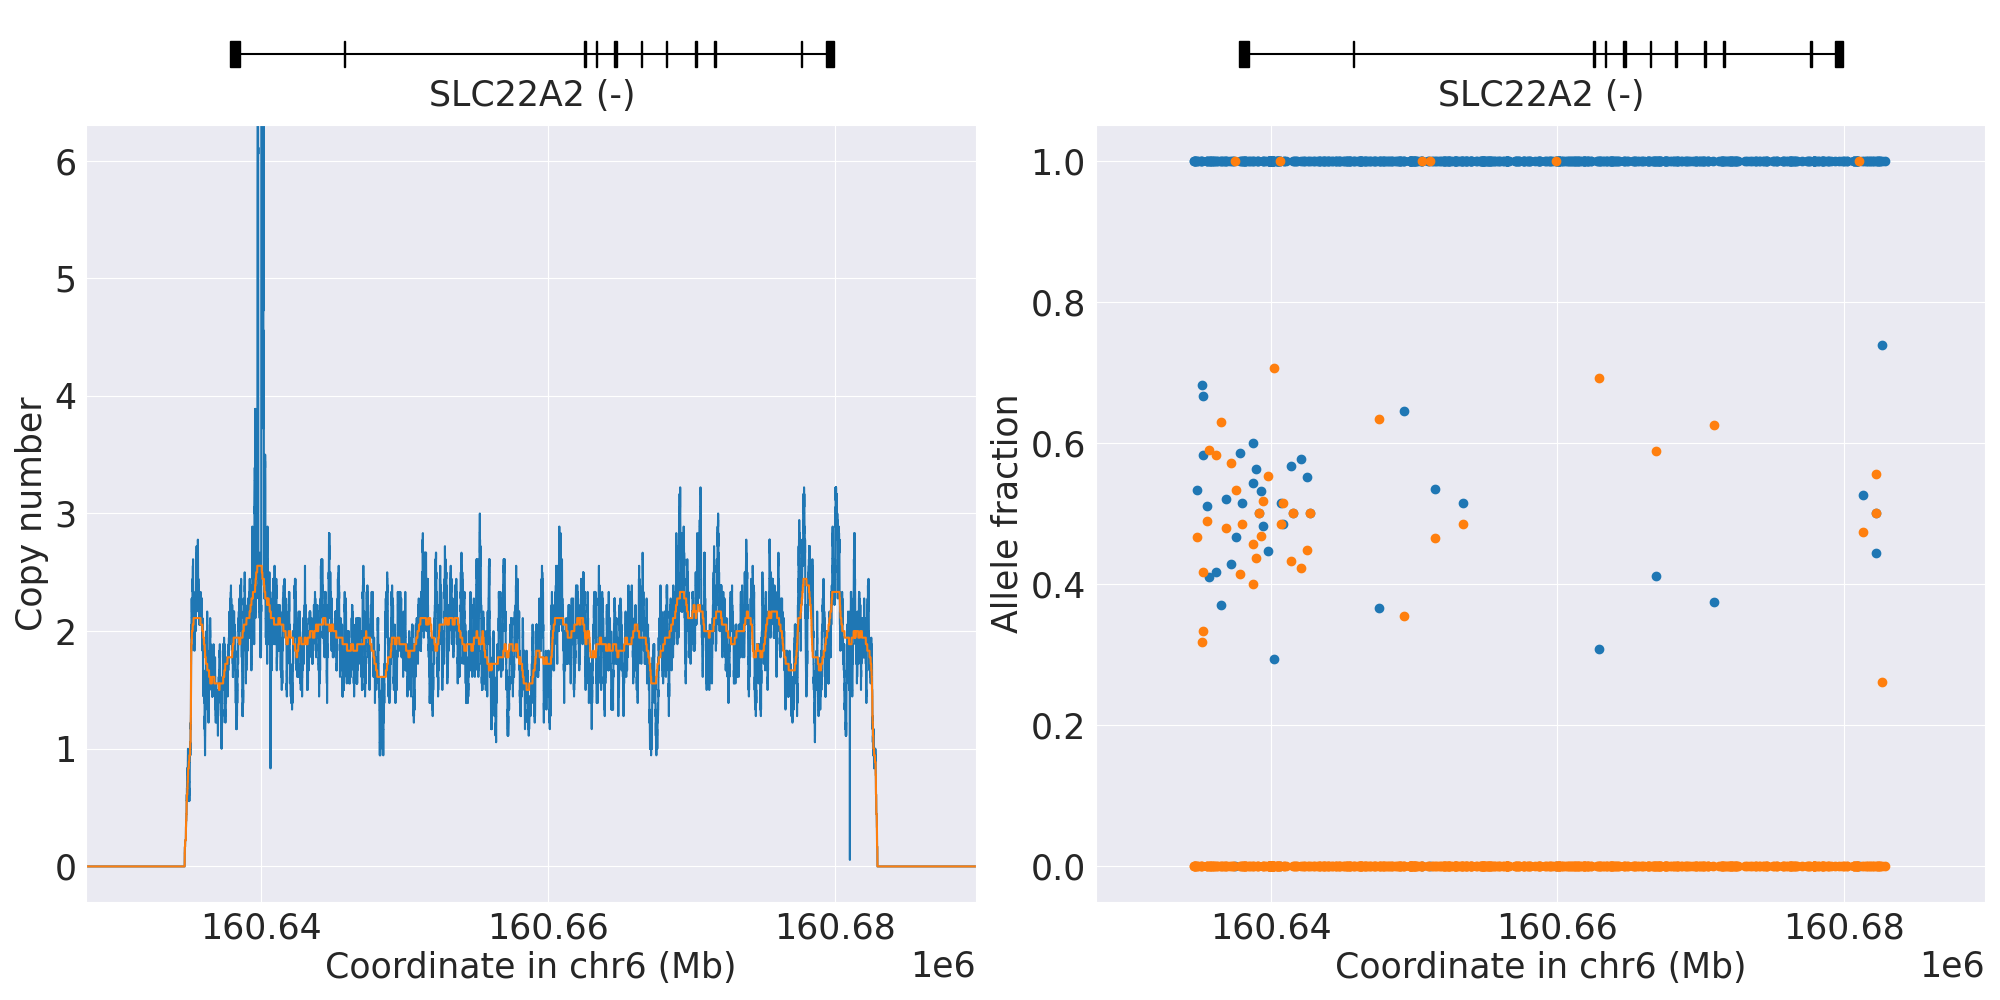 SLC22A2 (-)
6
5
4
3
2
1
0
Copy number
160.64
160.66
160.68
Coordinate in chr6 (Mb)
1e6
SLC22A2 (-)
1.0
0.8
0.6
0.4
0.2
0.0
Allele fraction
160.64
160.66
160.68
Coordinate in chr6 (Mb)
1e6